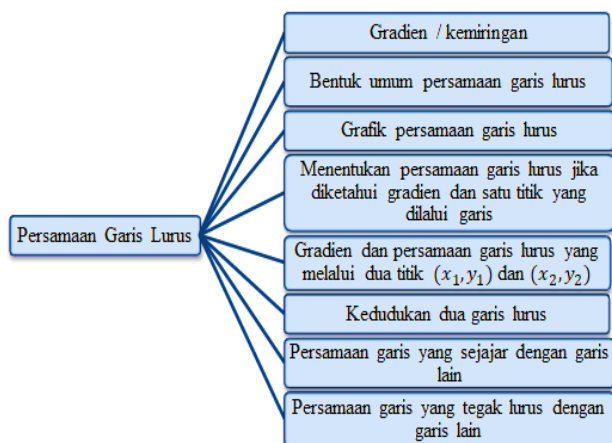 Persamaan Garis Lurus
Gradien / kemiringan
Bentuk umum persamaan garis lurus
Grafik persamaan garis lurus
Menentukan persamaan garis lurus jika
diketahui gradien dan satu titik yang
dilahui garis
Gradien dan persamaan garis lurus yang
melalui dua titik (x₁,y₁) dan (x₂,y₂)
Kedudukan dua garis lurus
Persamaan garis yang sejajar dengan garis
lain
Persamaan garis yang tegak lurus dengan
garis lain